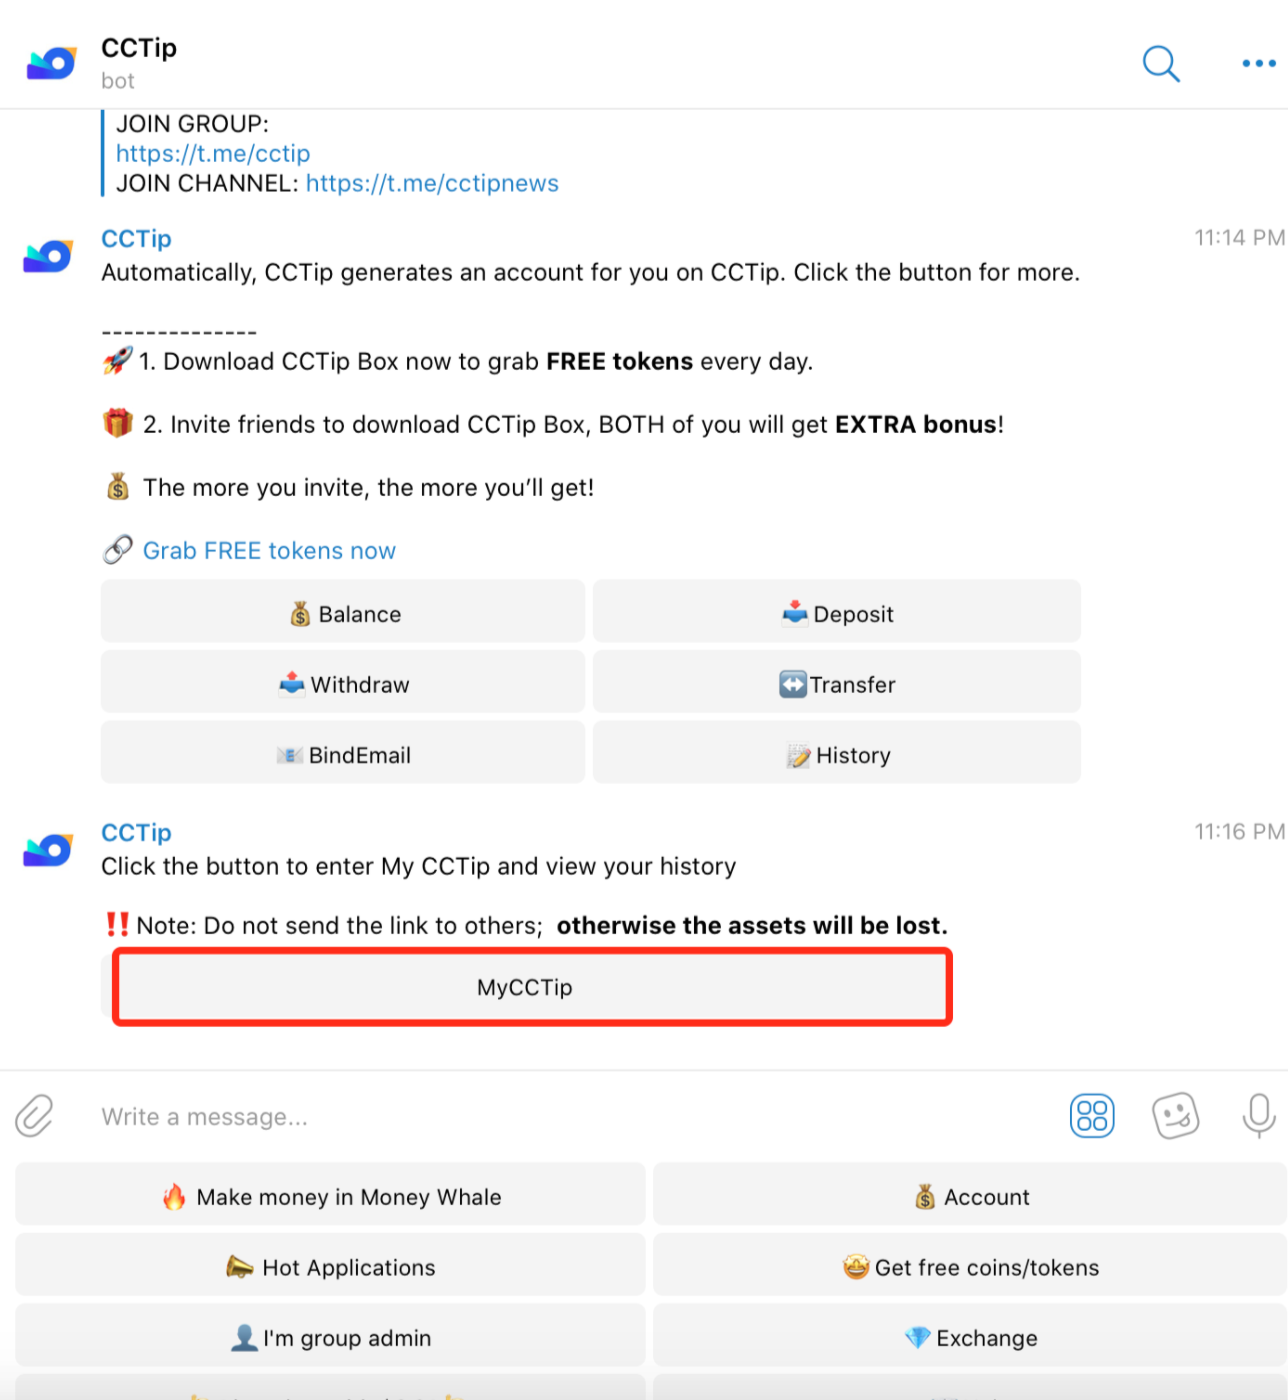 CCTip
bot
JOIN GROUP:
https://t.me/cctip
JOIN CHANNEL: https://t.me/cctipnews
CCTip
11:14 PM
Automatically, CCTip generates an account for you on CCTip. Click the button for more.
--------------
🚀 1. Download CCTip Box now to grab FREE tokens every day.
🎁 2. Invite friends to download CCTip Box, BOTH of you will get EXTRA bonus!
💰 The more you invite, the more you’ll get!
🔗 Grab FREE tokens now
💰 Balance
📥 Deposit
📤 Withdraw
↔️ Transfer
📧 BindEmail
📝 History
CCTip
11:16 PM
Click the button to enter My CCTip and view your history
‼️ Note: Do not send the link to others; otherwise the assets will be lost.
MyCCTip
Write a message...
🔥 Make money in Money Whale
💰 Account
📣 Hot Applications
🤩 Get free coins/tokens
👤 I'm group admin
💎 Exchange